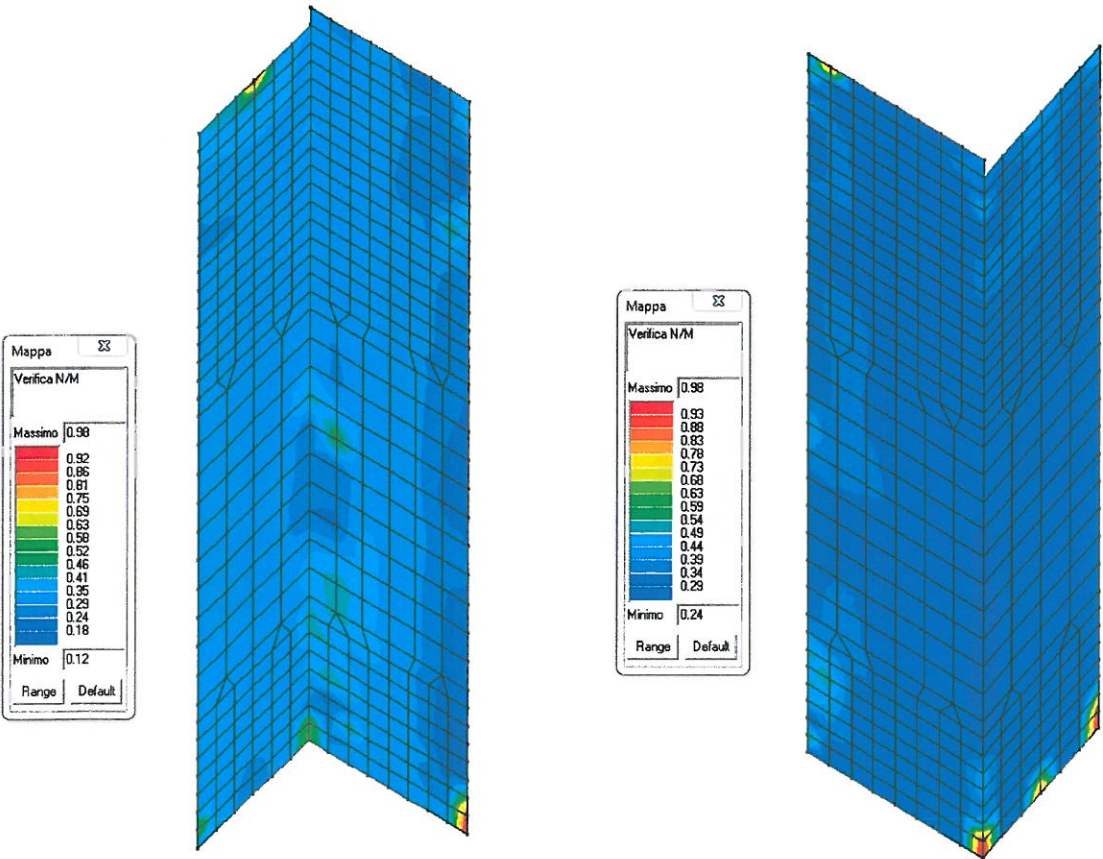 Mappa
Verifica N/M
Massimo 0.98
0.92
0.86
0.81
0.75
0.69
0.63
0.58
0.52
0.46
0.41
0.35
0.29
0.24
0.18
Minimo 0.12
Range Default
Mappa
Verifica N/M
Massimo 0.98
0.93
0.88
0.83
0.78
0.73
0.68
0.63
0.59
0.54
0.49
0.44
0.39
0.34
0.29
Minimo 0.24
Range Default